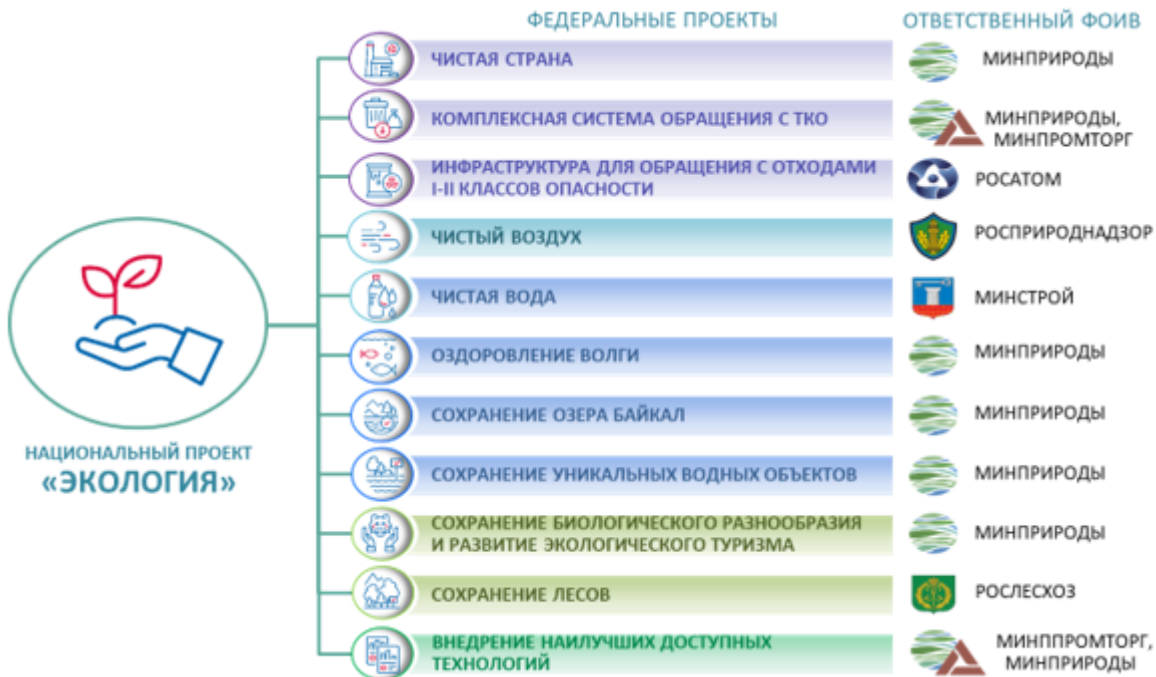 ФЕДЕРАЛЬНЫЕ ПРОЕКТЫ
ОТВЕТСТВЕННЫЙ ФОИВ
ЧИСТАЯ СТРАНА
МИНПРИРОДЫ
КОМПЛЕКСНАЯ СИСТЕМА ОБРАЩЕНИЯ С ТКО
МИНПРИРОДЫ,
МИНПРОМТОРГ
ИНФРАСТРУКТУРА ДЛЯ ОБРАЩЕНИЯ С ОТХОДАМИ
I-II КЛАССОВ ОПАСНОСТИ
РОСАТОМ
ЧИСТЫЙ ВОЗДУХ
РОСПРИРОДНАДЗОР
ЧИСТАЯ ВОДА
МИНСТРОЙ
ОЗДОРОВЛЕНИЕ ВОЛГИ
МИНПРИРОДЫ
СОХРАНЕНИЕ ОЗЕРА БАЙКАЛ
МИНПРИРОДЫ
НАЦИОНАЛЬНЫЙ ПРОЕКТ
«ЭКОЛОГИЯ»
СОХРАНЕНИЕ УНИКАЛЬНЫХ ВОДНЫХ ОБЪЕКТОВ
МИНПРИРОДЫ
СОХРАНЕНИЕ БИОЛОГИЧЕСКОГО РАЗНООБРАЗИЯ
И РАЗВИТИЕ ЭКОЛОГИЧЕСКОГО ТУРИЗМА
МИНПРИРОДЫ
СОХРАНЕНИЕ ЛЕСОВ
РОСЛЕСХОЗ
ВНЕДРЕНИЕ НАИЛУЧШИХ ДОСТУПНЫХ
ТЕХНОЛОГИЙ
МИНППРОМТОРГ,
МИНПРИРОДЫ